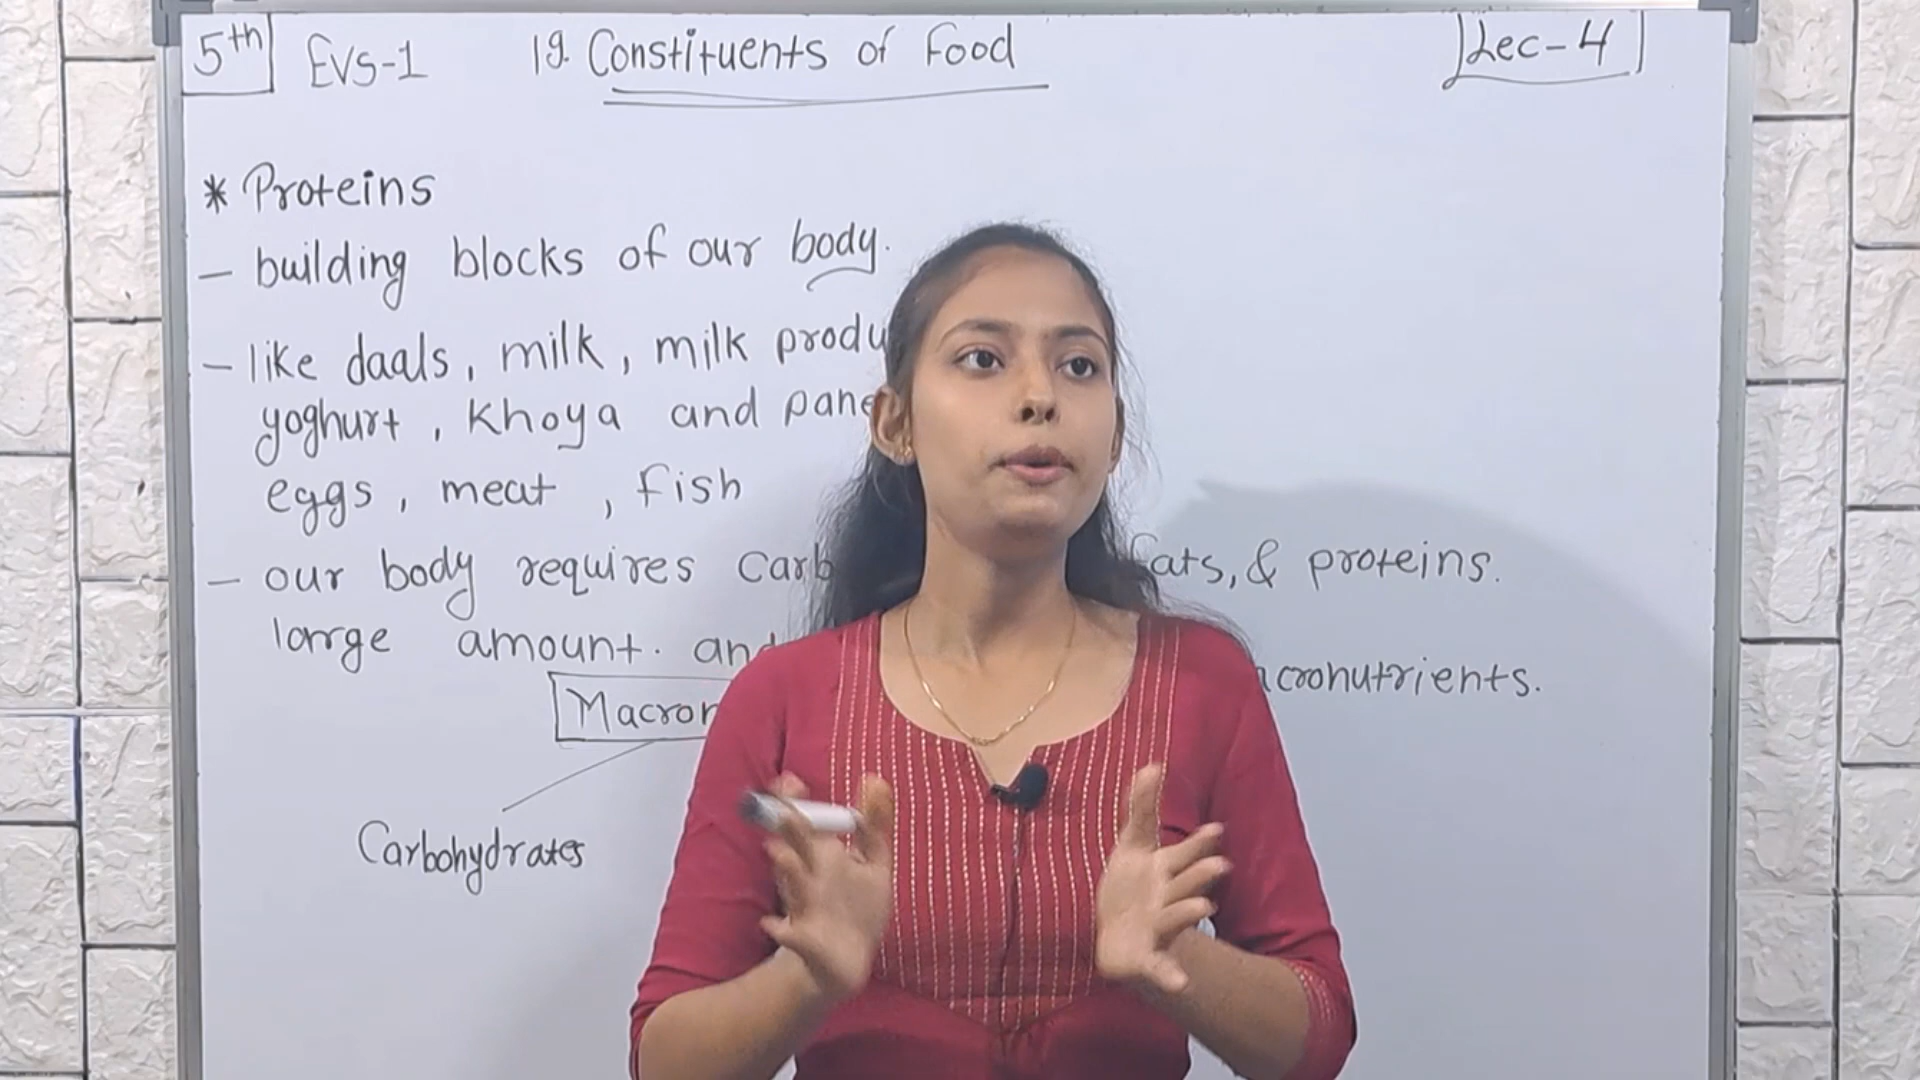 5th EVS-1 19. Constituents of Food Lec-4
* Proteins
- building blocks of our body.
- like daals, milk, milk produ
yoghurt, khoya and pane
eggs, meat, fish
- our body requires Carb fats, & proteins.
large amount. and acronutrients.
Macron
Carbohydrates